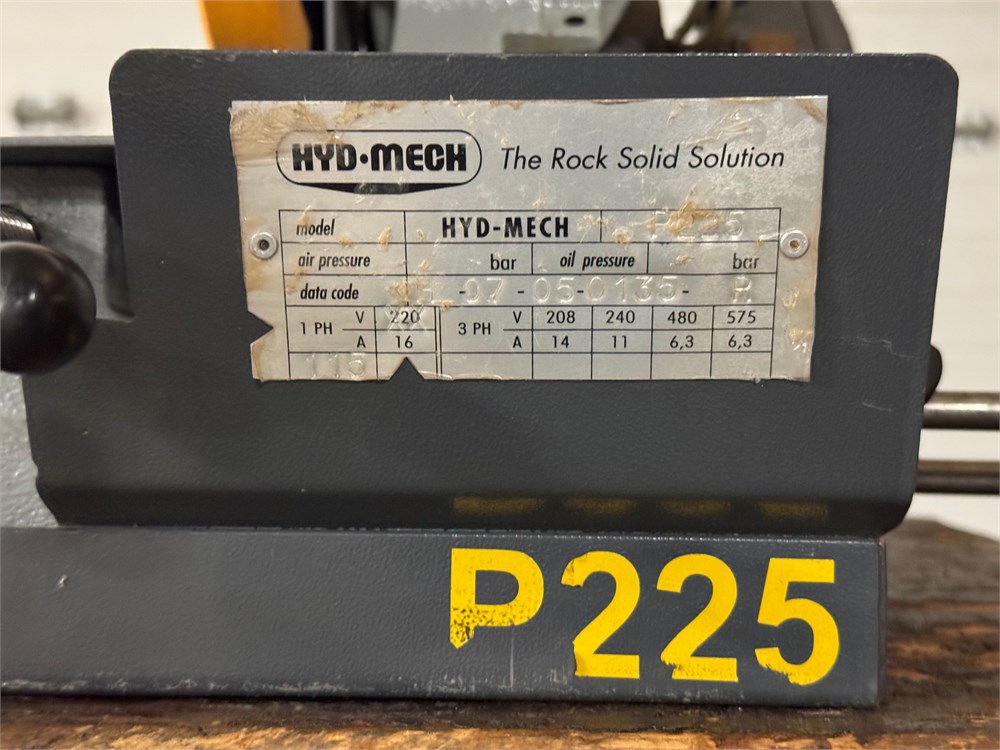 HYD•MECH The Rock Solid Solution
model HYD-MECH P225
air pressure bar oil pressure bar
data code -07-05-0135- R
1 PH V 220 3 PH V 208 240 480 575
A 16 A 14 11 6,3 6,3
115
P225